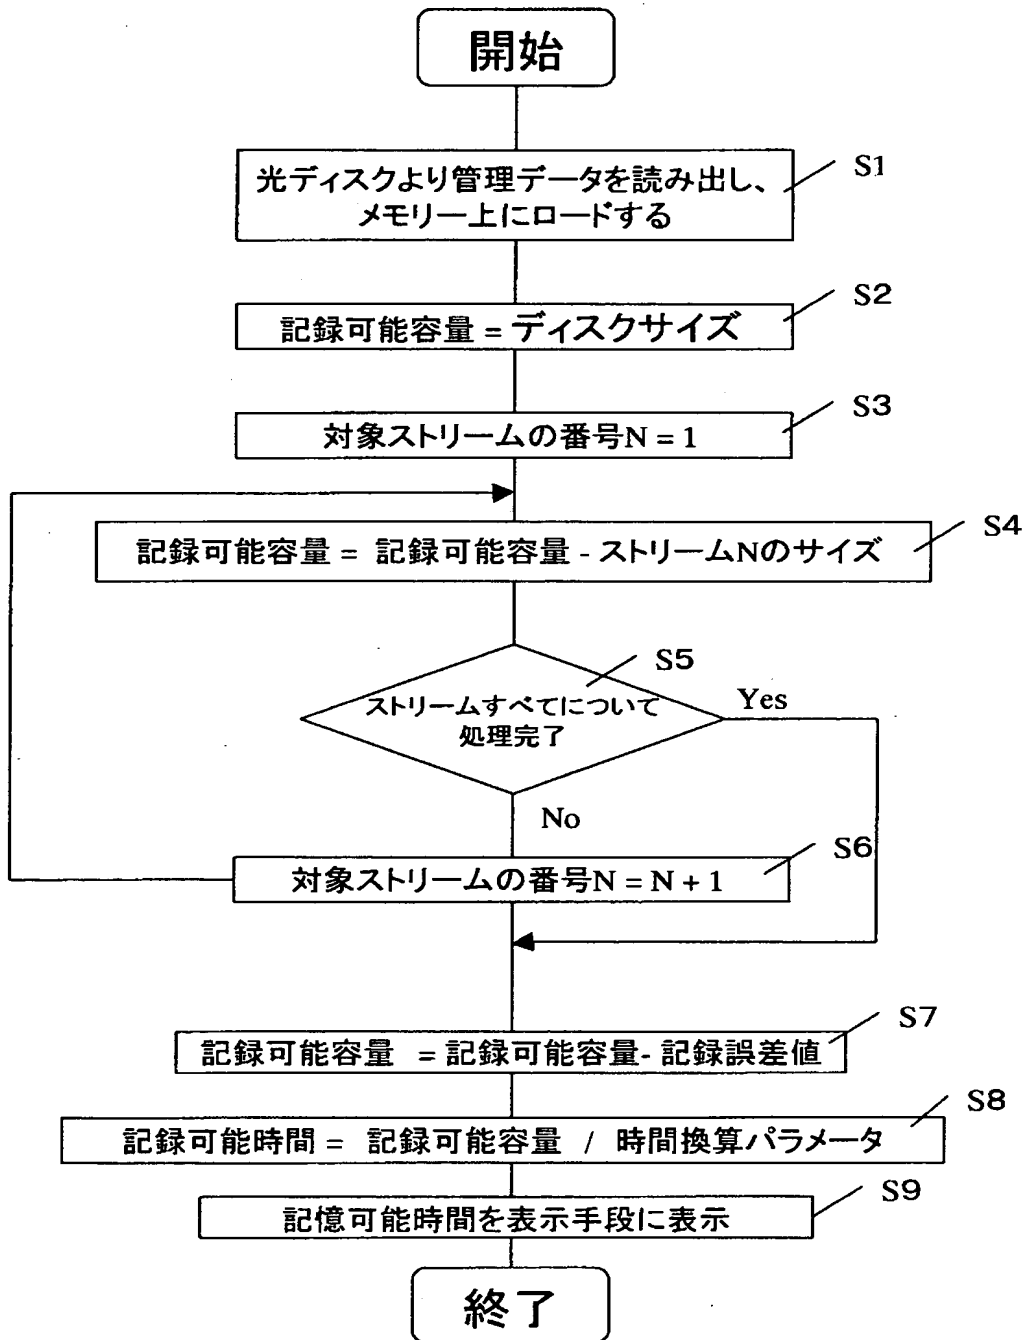 開始
S1
光ディスクより管理データを読み出し、
メモリー上にロードする
S2
記録可能容量 = ディスクサイズ
S3
対象ストリームの番号N = 1
S4
記録可能容量 = 記録可能容量 - ストリームNのサイズ
S5
ストリームすべてについて
処理完了
Yes
No
S6
対象ストリームの番号N = N + 1
S7
記録可能容量 = 記録可能容量 - 記録誤差値
S8
記録可能時間 = 記録可能容量 / 時間換算パラメータ
S9
記憶可能時間を表示手段に表示
終了